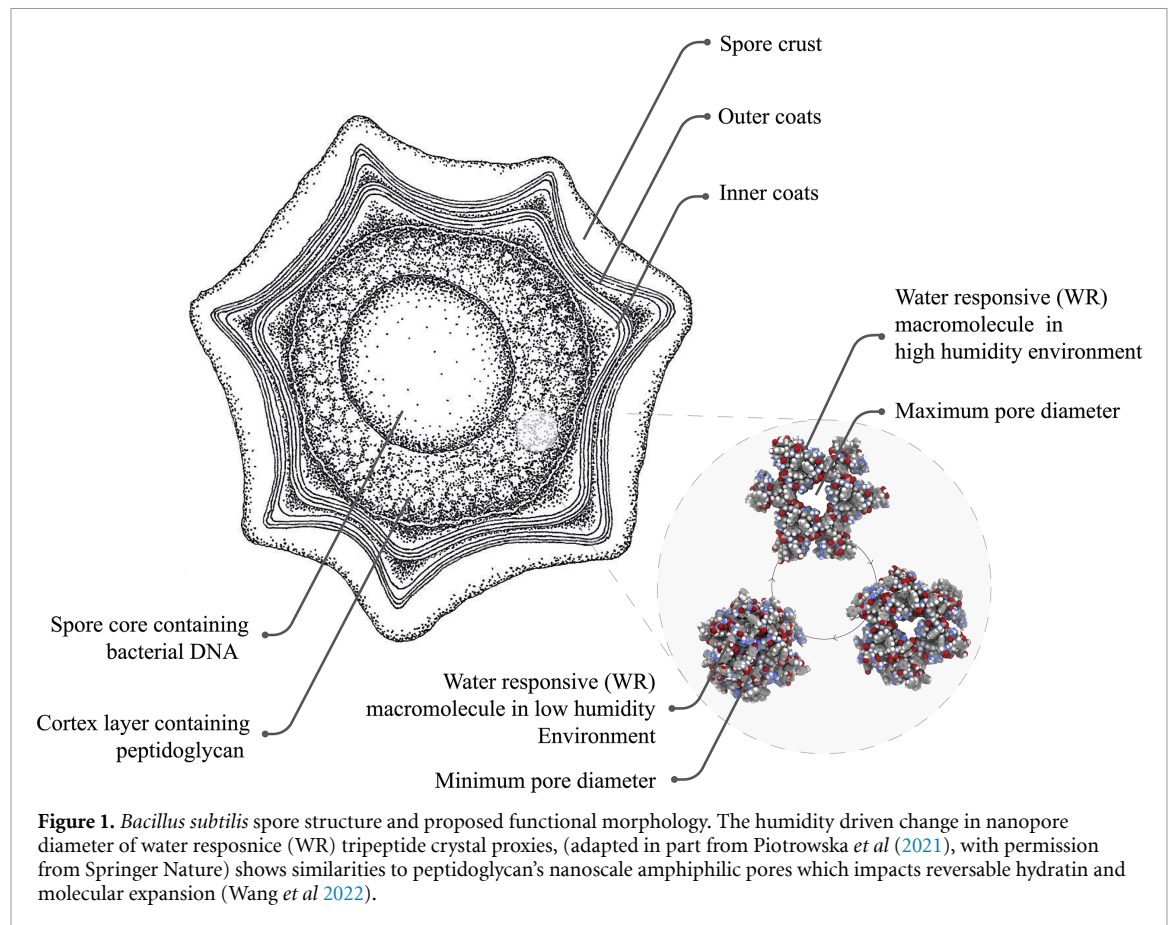 Spore crust
Outer coats
Inner coats
Water responsive (WR)
macromolecule in
high humidity environment
Maximum pore diameter
Spore core containing
bacterial DNA
Water responsive (WR)
macromolecule in low humidity
Environment
Cortex layer containing
peptidoglycan
Minimum pore diameter
Figure 1. Bacillus subtilis spore structure and proposed functional morphology. The humidity driven change in nanopore
diameter of water resposnice (WR) tripeptide crystal proxies, (adapted in part from Piotrowska et al (2021), with permission
from Springer Nature) shows similarities to peptidoglycan's nanoscale amphiphilic pores which impacts reversable hydratin and
molecular expansion (Wang et al 2022).